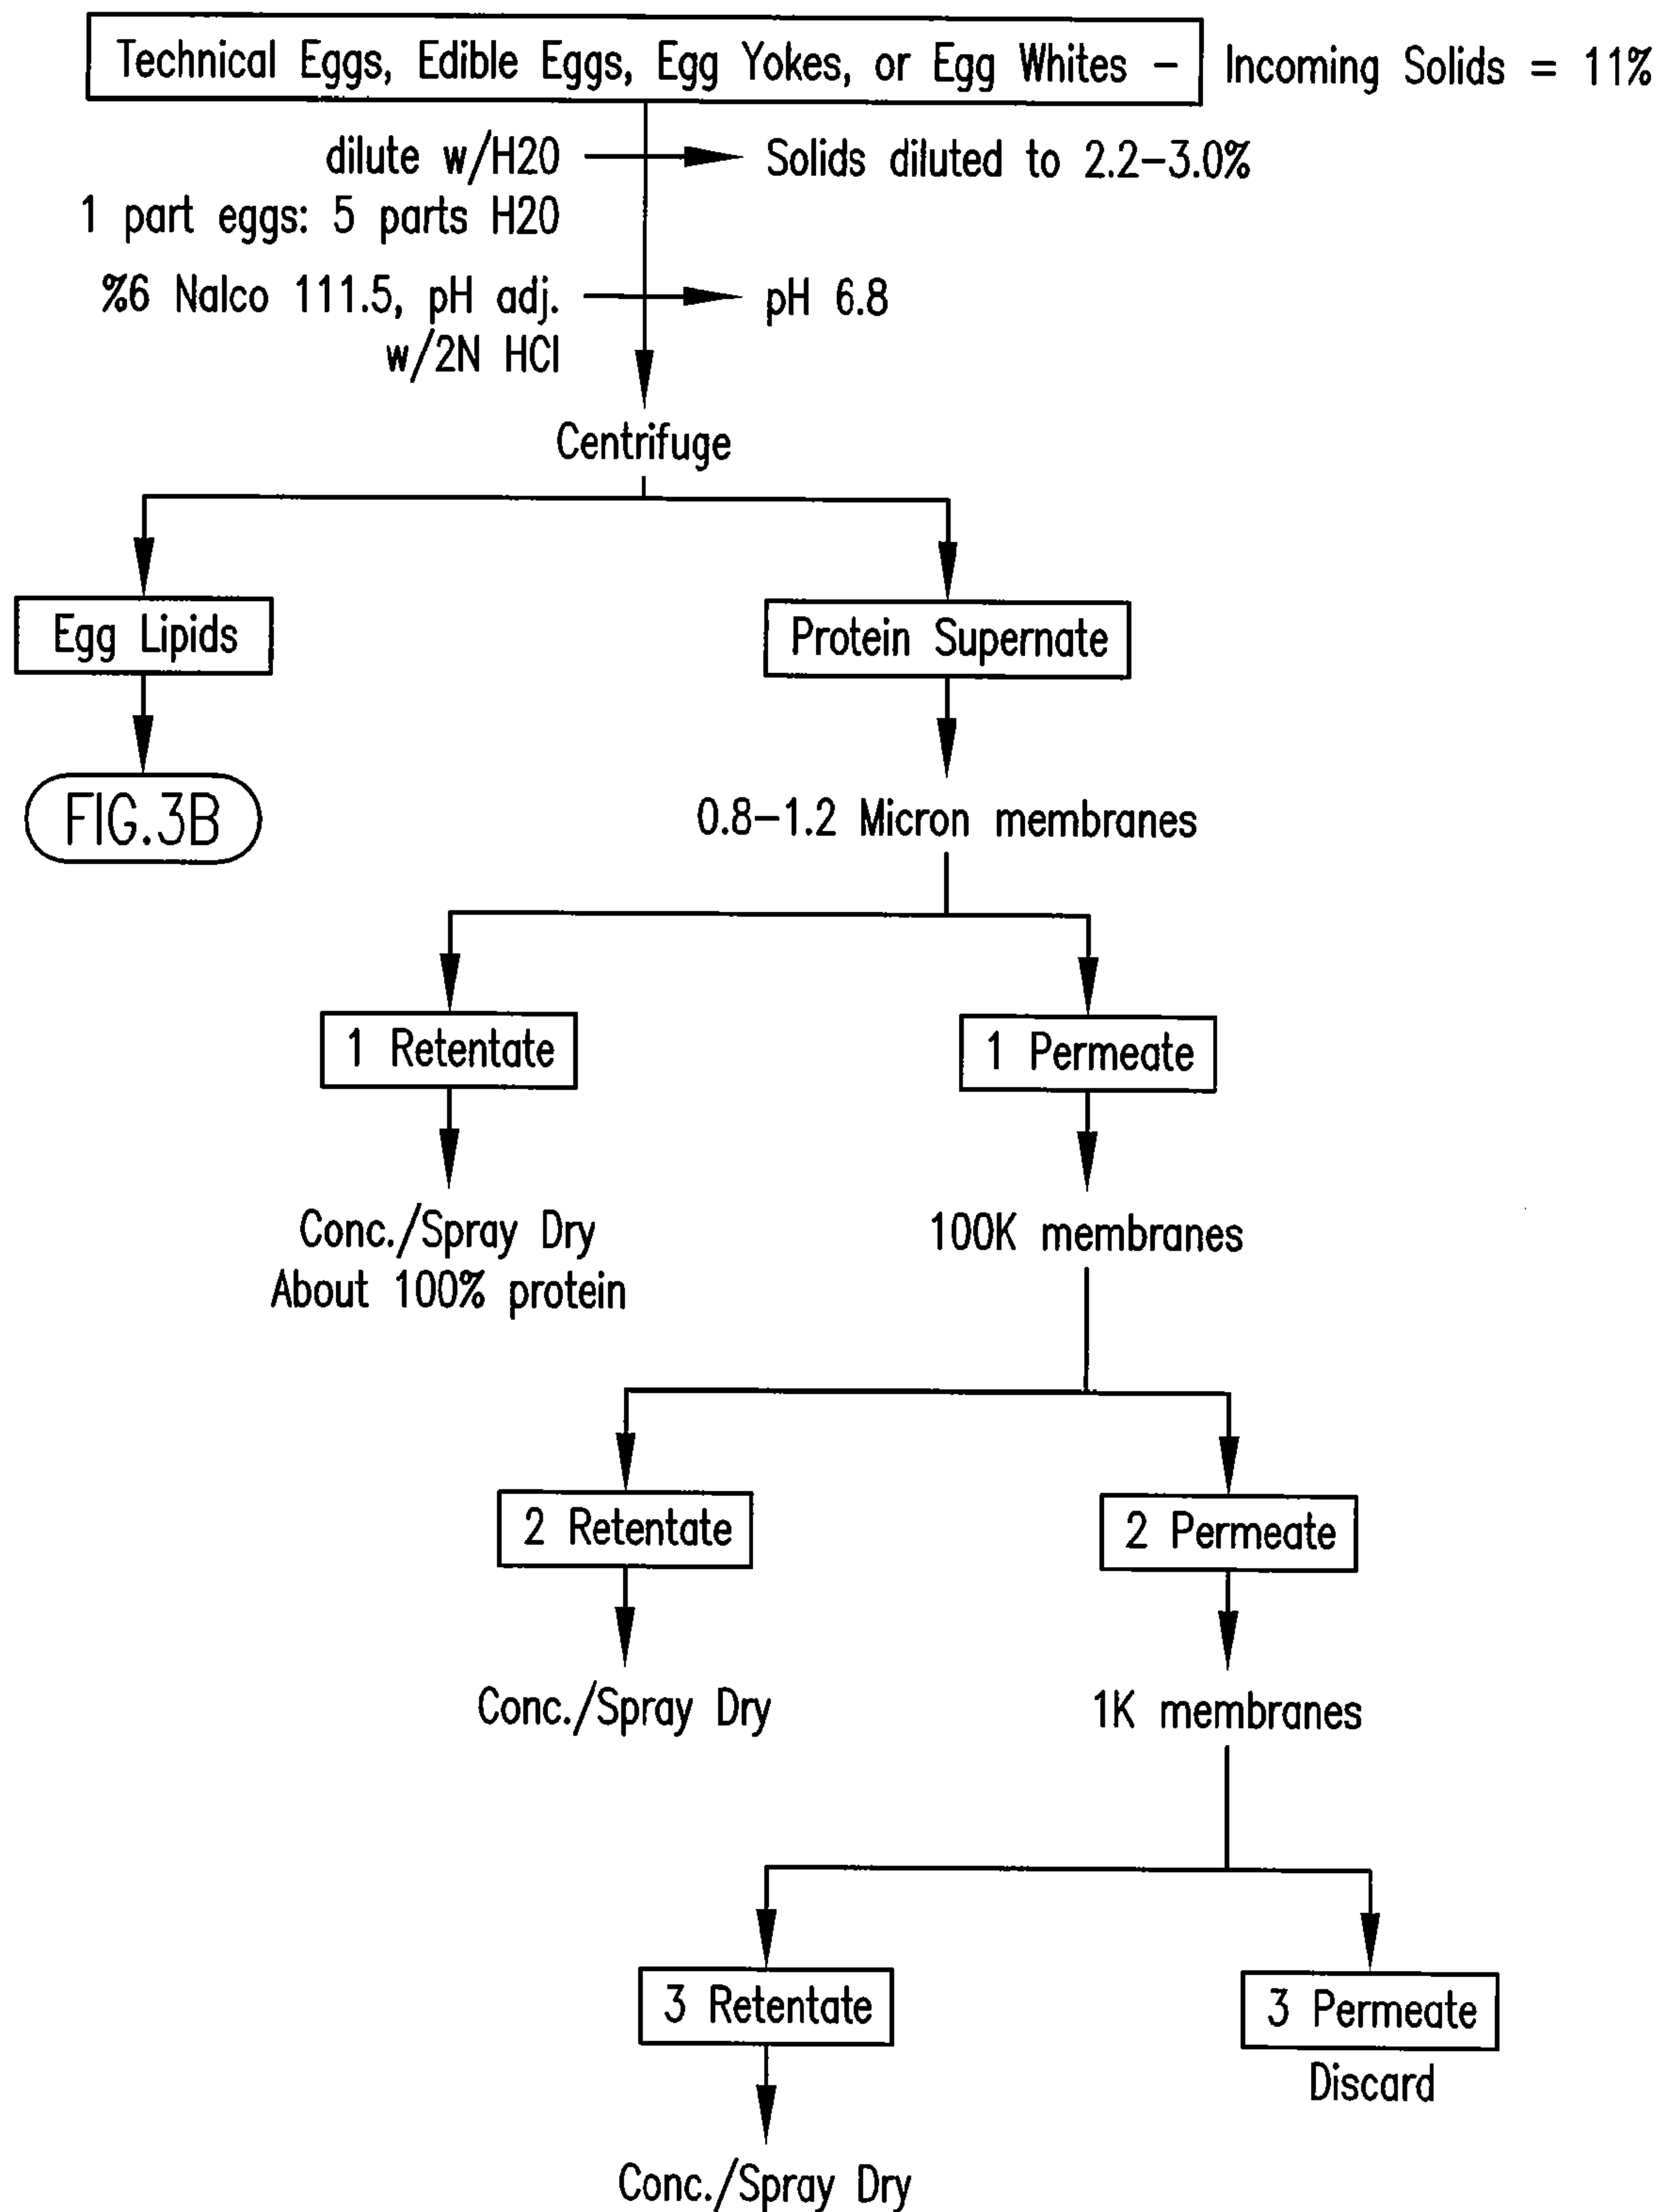 Technical Eggs, Edible Eggs, Egg Yokes, or Egg Whites - Incoming Solids = 11%
dilute w/H20
Solids diluted to 2.2-3.0%
1 part eggs: 5 parts H20
%6 Nalco 111.5, pH adj.
pH 6.8
w/2N HCl
Centrifuge
Egg Lipids
Protein Supernate
FIG.3B
0.8-1.2 Micron membranes
1 Retentate
1 Permeate
Conc./Spray Dry
About 100% protein
100K membranes
2 Retentate
2 Permeate
Conc./Spray Dry
1K membranes
3 Retentate
3 Permeate
Discard
Conc./Spray Dry